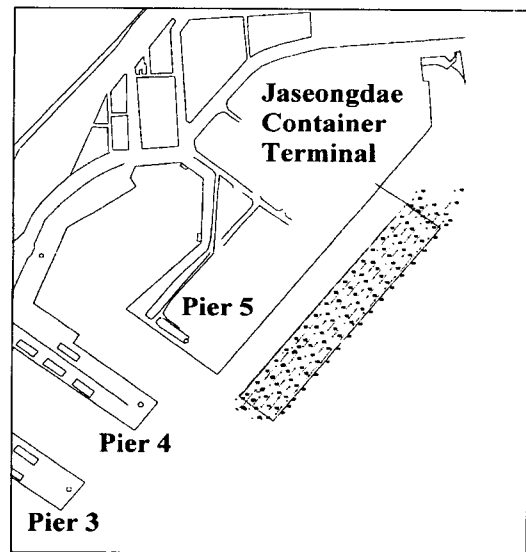 Jaseongdae
Container
Terminal
Pier 5
Pier 4
Pier 3